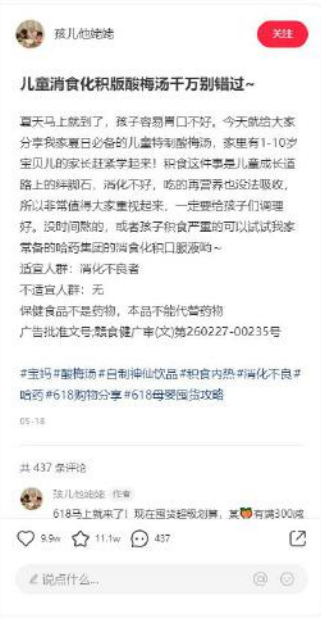 孩儿他姥姥
关注
儿童消食化积版酸梅汤千万别错过~
夏天马上就到了，孩子容易胃口不好。今天就给大家
分享我家夏日必备的儿童特制酸梅汤，家里有1-10岁
宝贝儿的家长赶紧学起来！积食这件事是儿童成长道
路上的绊脚石，消化不好，吃的再营养也没法吸收，
所以非常值得大家重视起来，一定要给孩子们调理
好。没时间熬的，或者孩子积食严重的可以试试我家
常备的哈药集团的消食化积口服液哟~
适宜人群：消化不良者
不适宜人群：无
保健食品不是药物，本品不能代替药物
广告批准文号;赣食健广审(文)第260227-00235号
#宝妈#酸梅汤#自制神仙饮品#积食内热#消化不良#
哈药#618购物分享#618母婴囤货攻略
05-18
共 437 条评论
孩儿他姥姥 作者
618马上就来了！现在囤货超级划算，某🍑有满300减
9.9w 11.1w 437
说点什么...